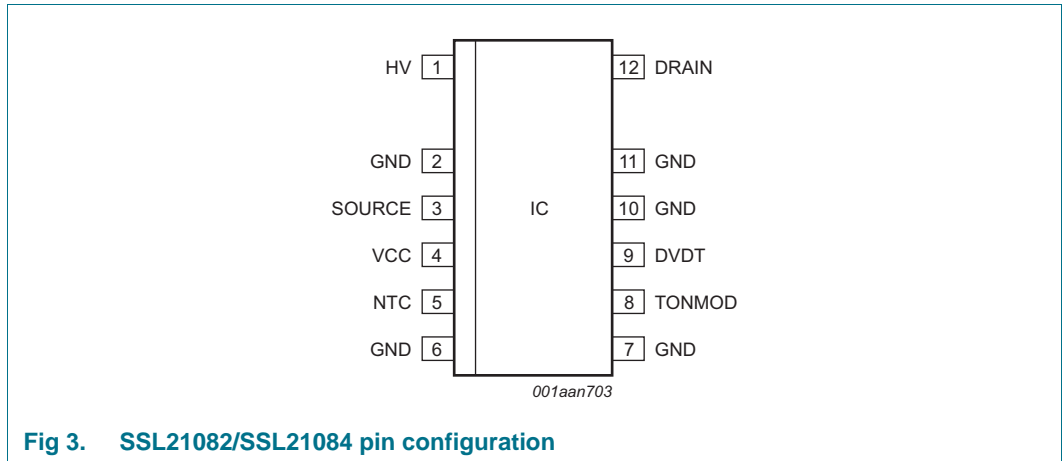 HV 1
12 DRAIN
GND 2
11 GND
SOURCE 3
IC
10 GND
VCC 4
9 DVDT
NTC 5
8 TONMOD
GND 6
7 GND
001aan703
Fig 3. SSL21082/SSL21084 pin configuration